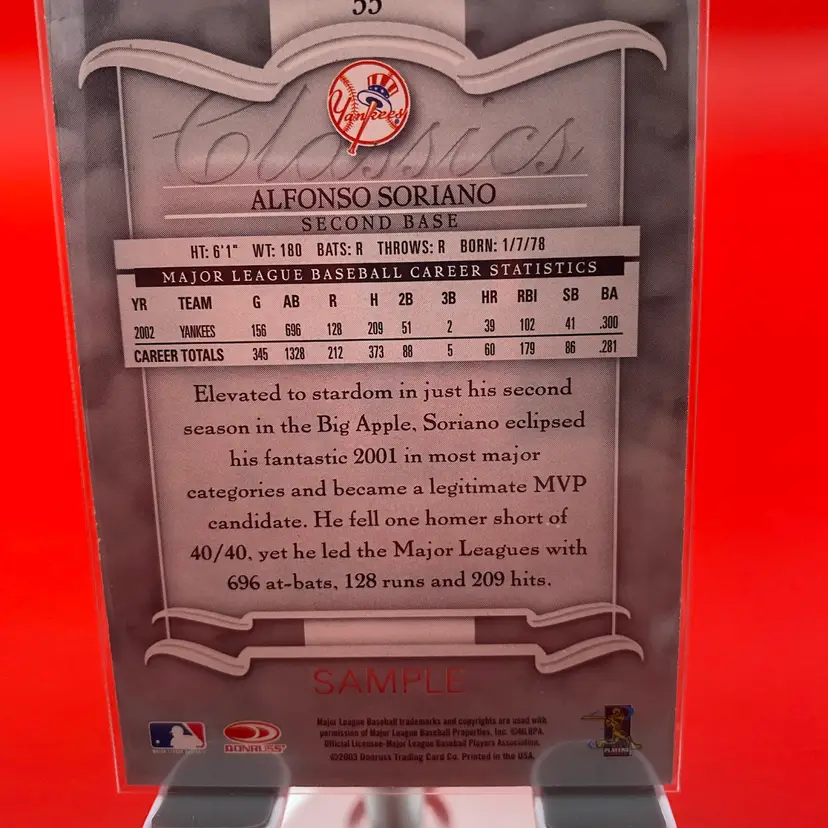 55
Yankees
Classics
ALFONSO SORIANO
SECOND BASE
HT: 6'1" WT: 180 BATS: R THROWS: R BORN: 1/7/78
MAJOR LEAGUE BASEBALL CAREER STATISTICS
YR TEAM G AB R H 2B 3B HR RBI SB BA
2002 YANKEES 156 696 128 209 51 2 39 102 41 .300
CAREER TOTALS 345 1328 212 373 88 5 60 179 86 .281
Elevated to stardom in just his second
season in the Big Apple, Soriano eclipsed
his fantastic 2001 in most major
categories and became a legitimate MVP
candidate. He fell one homer short of
40/40, yet he led the Major Leagues with
696 at-bats, 128 runs and 209 hits.
SAMPLE
Major League Baseball trademarks and copyrights are used with
permission of Major League Baseball Properties, Inc. ©MLBPA.
Official Licensee-Major League Baseball Players Association.
©2003 Donruss Trading Card Co. Printed in the USA.
DONRUSS
PLAYERS